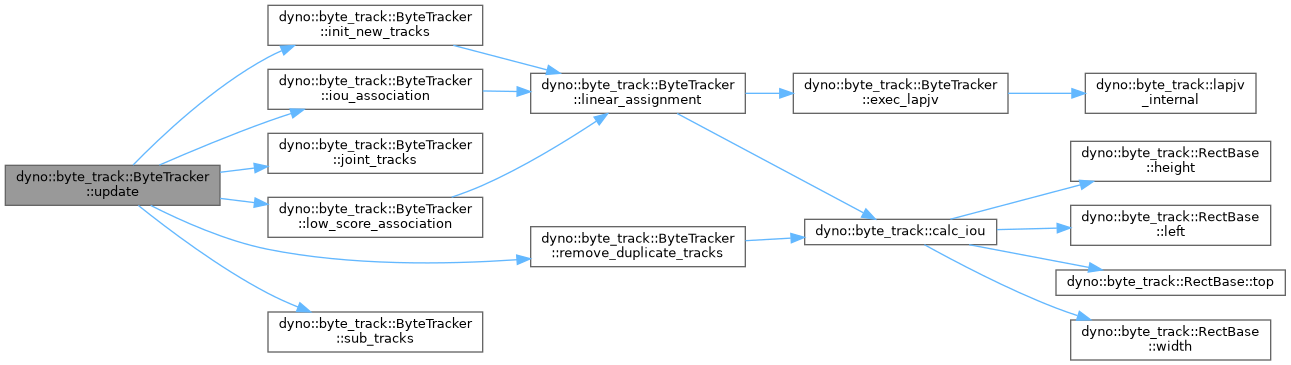 dyno::byte_track::ByteTracker
::update
dyno::byte_track::ByteTracker
::init_new_tracks
dyno::byte_track::ByteTracker
::iou_association
dyno::byte_track::ByteTracker
::joint_tracks
dyno::byte_track::ByteTracker
::low_score_association
dyno::byte_track::ByteTracker
::sub_tracks
dyno::byte_track::ByteTracker
::linear_assignment
dyno::byte_track::ByteTracker
::remove_duplicate_tracks
dyno::byte_track::ByteTracker
::exec_lapjv
dyno::byte_track::calc_iou
dyno::byte_track::lapjv
_internal
dyno::byte_track::RectBase
::height
dyno::byte_track::RectBase
::left
dyno::byte_track::RectBase::top
dyno::byte_track::RectBase
::width